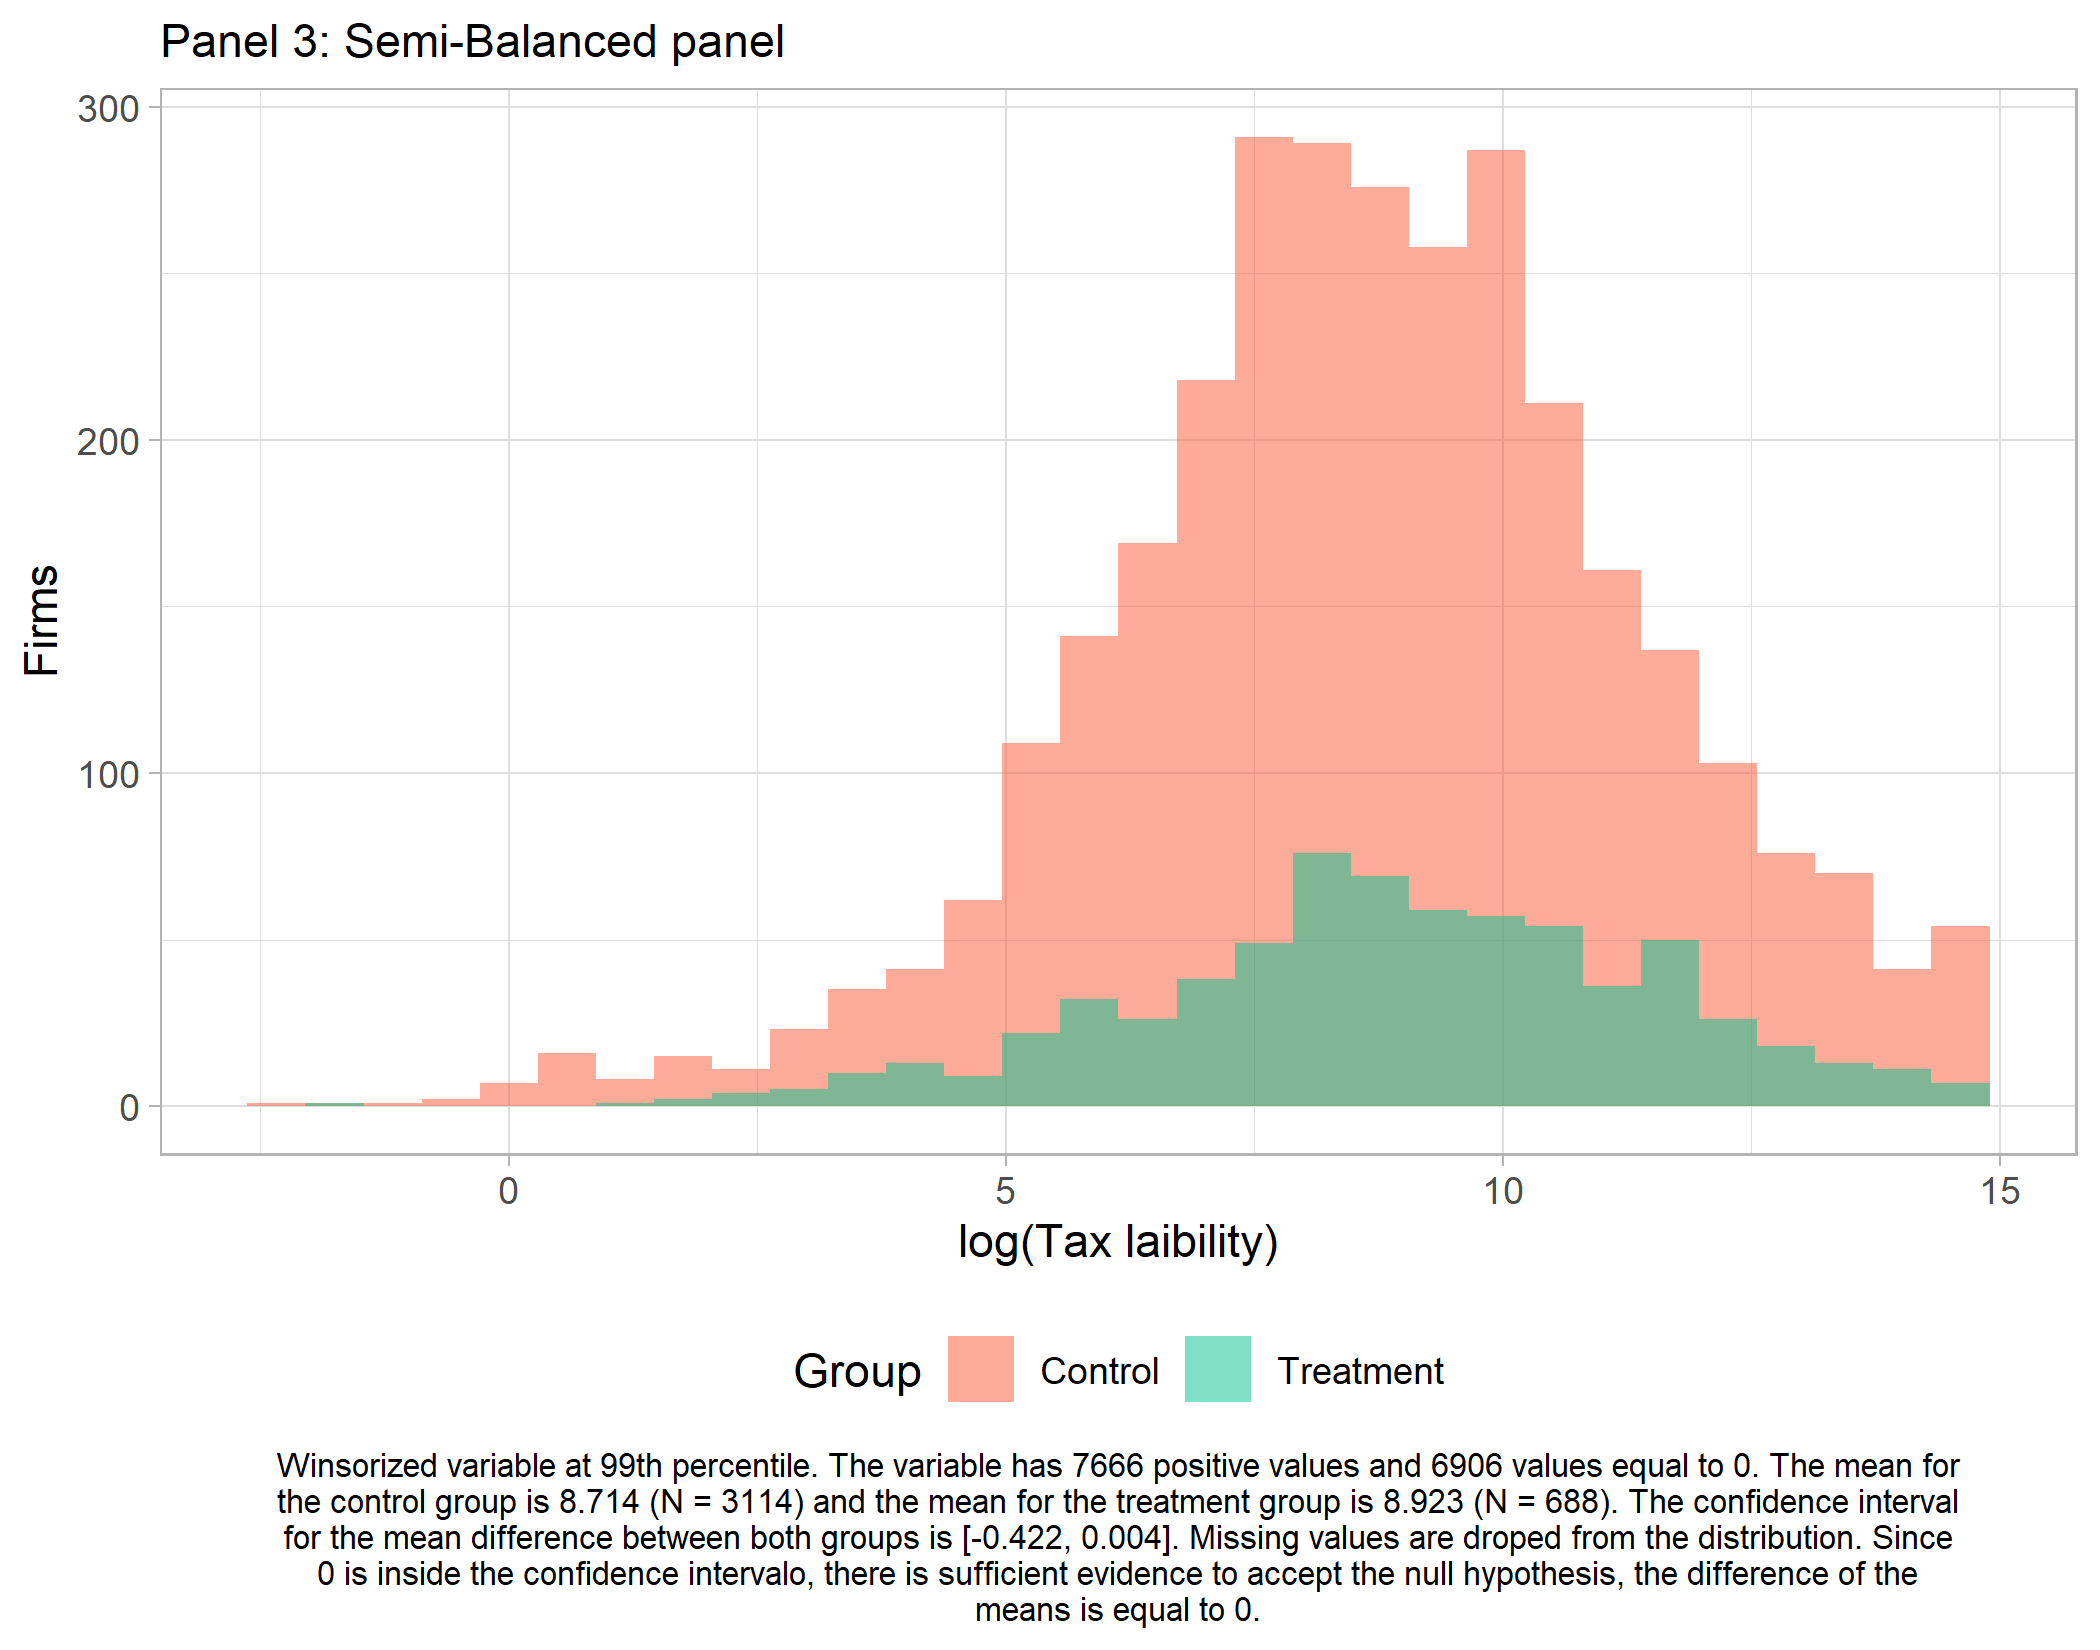 Panel 3: Semi-Balanced panel
300
200
100
0
Firms
0 5 10 15
log(Tax laibility)
Group Control Treatment
Winsorized variable at 99th percentile. The variable has 7666 positive values and 6906 values equal to 0. The mean for
the control group is 8.714 (N = 3114) and the mean for the treatment group is 8.923 (N = 688). The confidence interval
for the mean difference between both groups is [-0.422, 0.004]. Missing values are droped from the distribution. Since
0 is inside the confidence intervalo, there is sufficient evidence to accept the null hypothesis, the difference of the
means is equal to 0.